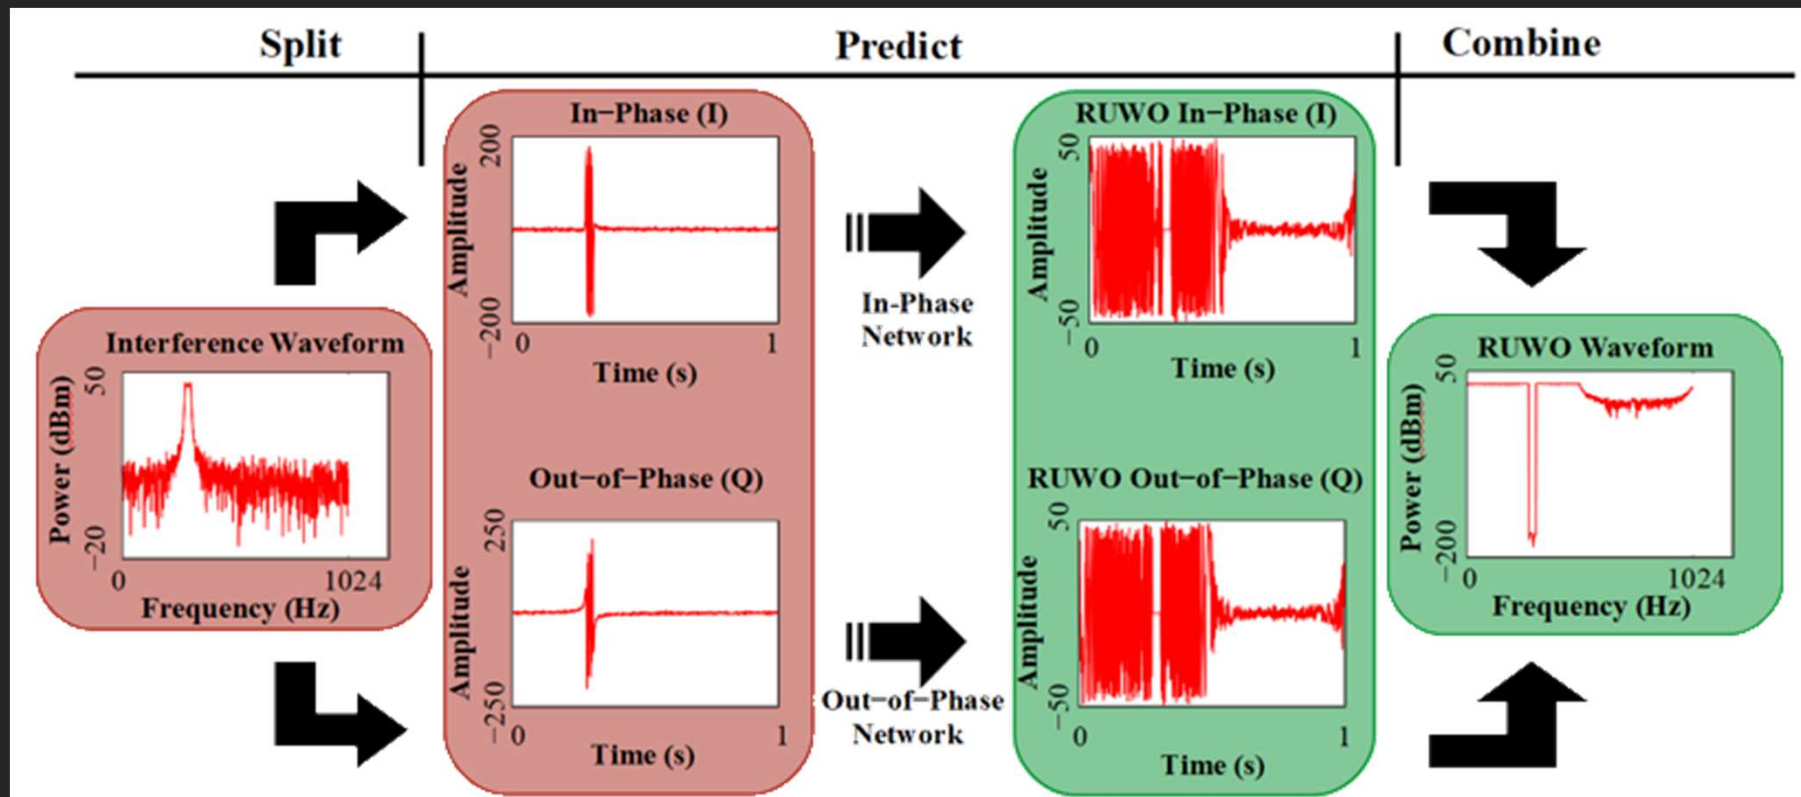 Split
Predict
Combine
Interference Waveform
Power (dBm)
50
−20
0
1024
Frequency (Hz)
In−Phase (I)
Amplitude
200
−200
0
1
Time (s)
Out−of−Phase (Q)
Amplitude
250
−250
0
1
Time (s)
In-Phase
Network
Out−of−Phase
Network
RUWO In−Phase (I)
Amplitude
50
−50
0
1
Time (s)
RUWO Out−of−Phase (Q)
Amplitude
50
−50
0
1
Time (s)
RUWO Waveform
Power (dBm)
50
−200
0
1024
Frequency (Hz)